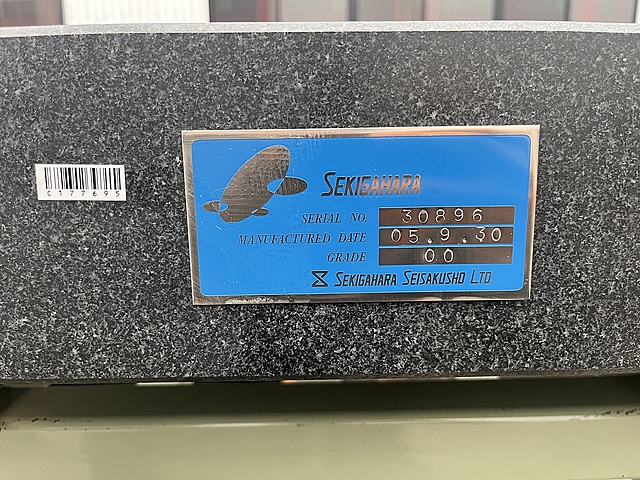 C177695
SEKIGAHARA
SERIAL NO. 30896
MANUFACTURED DATE 05.9.30
GRADE 00
SEKIGAHARA SEISAKUSHO LTD.